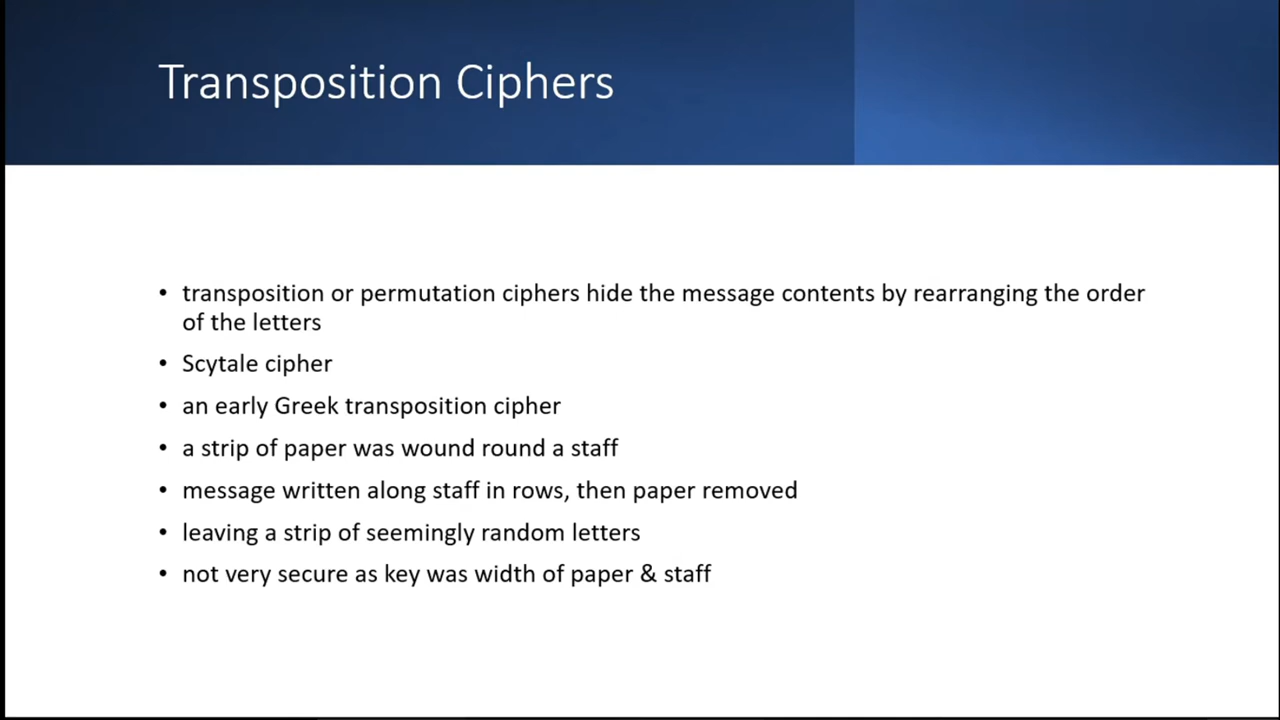 Transposition Ciphers
• transposition or permutation ciphers hide the message contents by rearranging the order
of the letters
• Scytale cipher
• an early Greek transposition cipher
• a strip of paper was wound round a staff
• message written along staff in rows, then paper removed
• leaving a strip of seemingly random letters
• not very secure as key was width of paper & staff